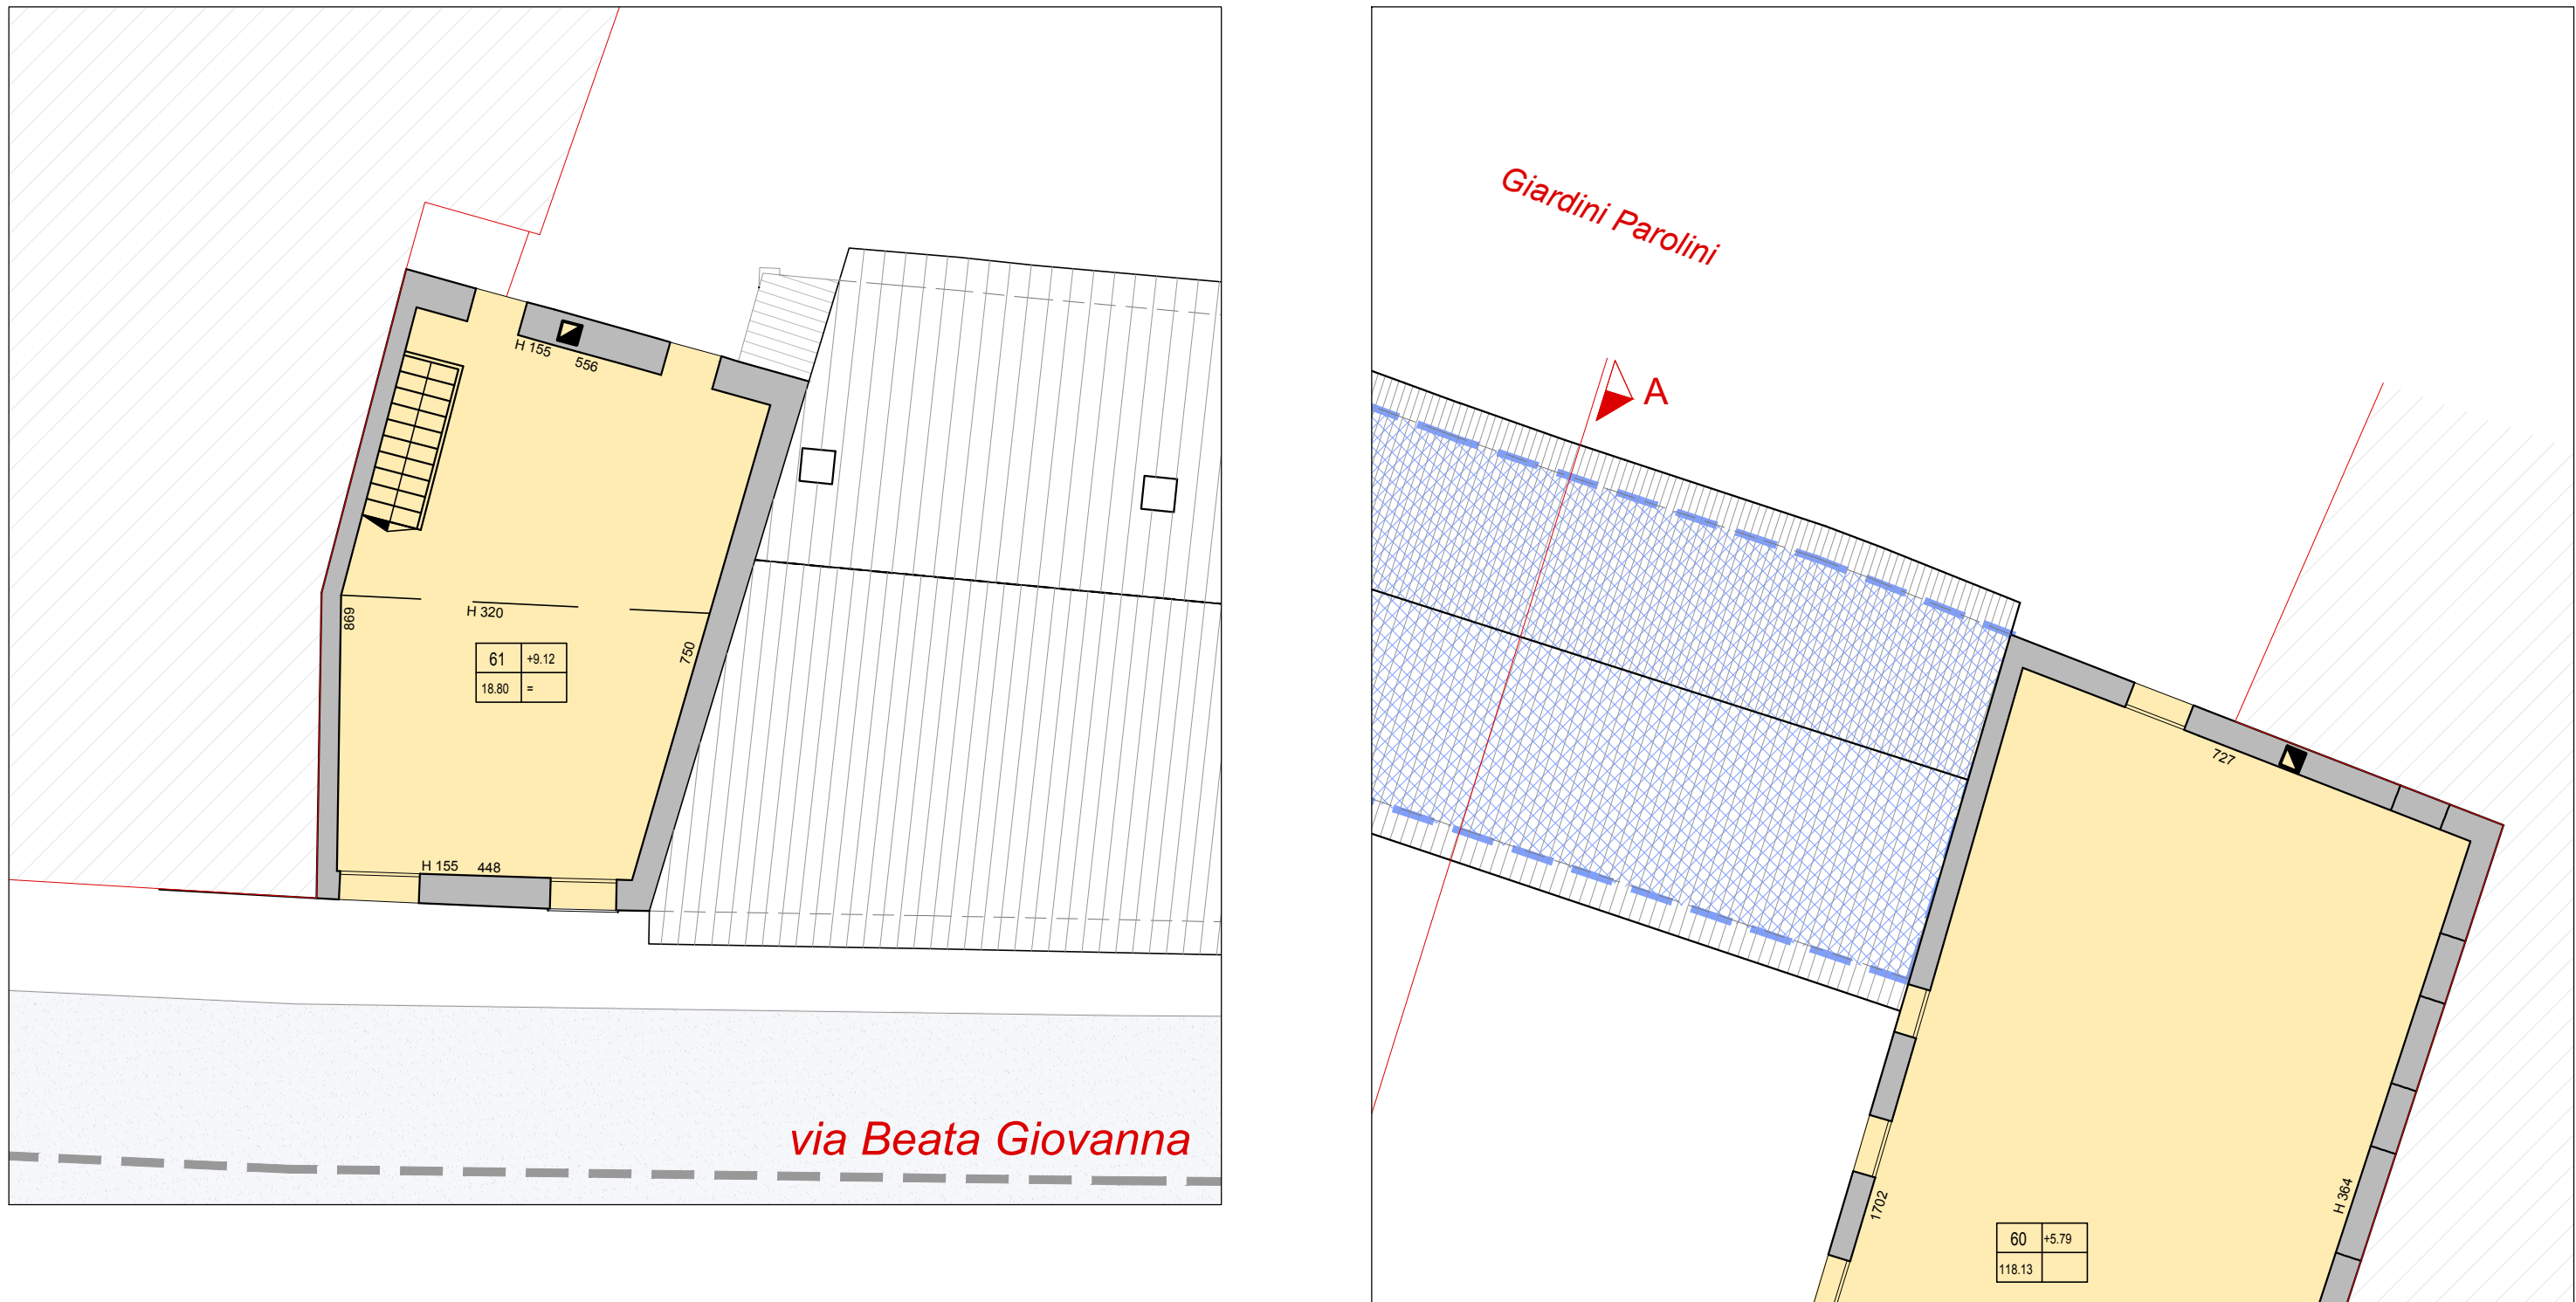 H 155
556
H 320
869
750
61
+9.12
18.80
=
H 155
448
via Beata Giovanna
Giardini Parolini
A
727
1702
H 364
60
+5.79
118.13